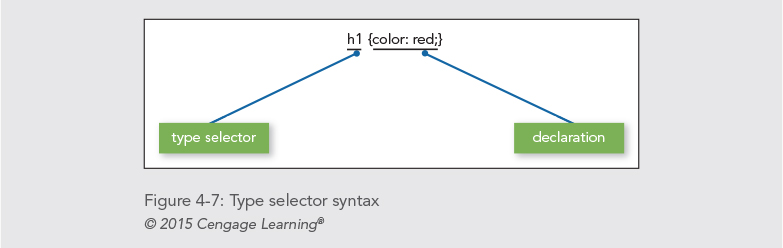 h1 {color: red;}
type selector
declaration
Figure 4-7: Type selector syntax
© 2015 Cengage Learning®